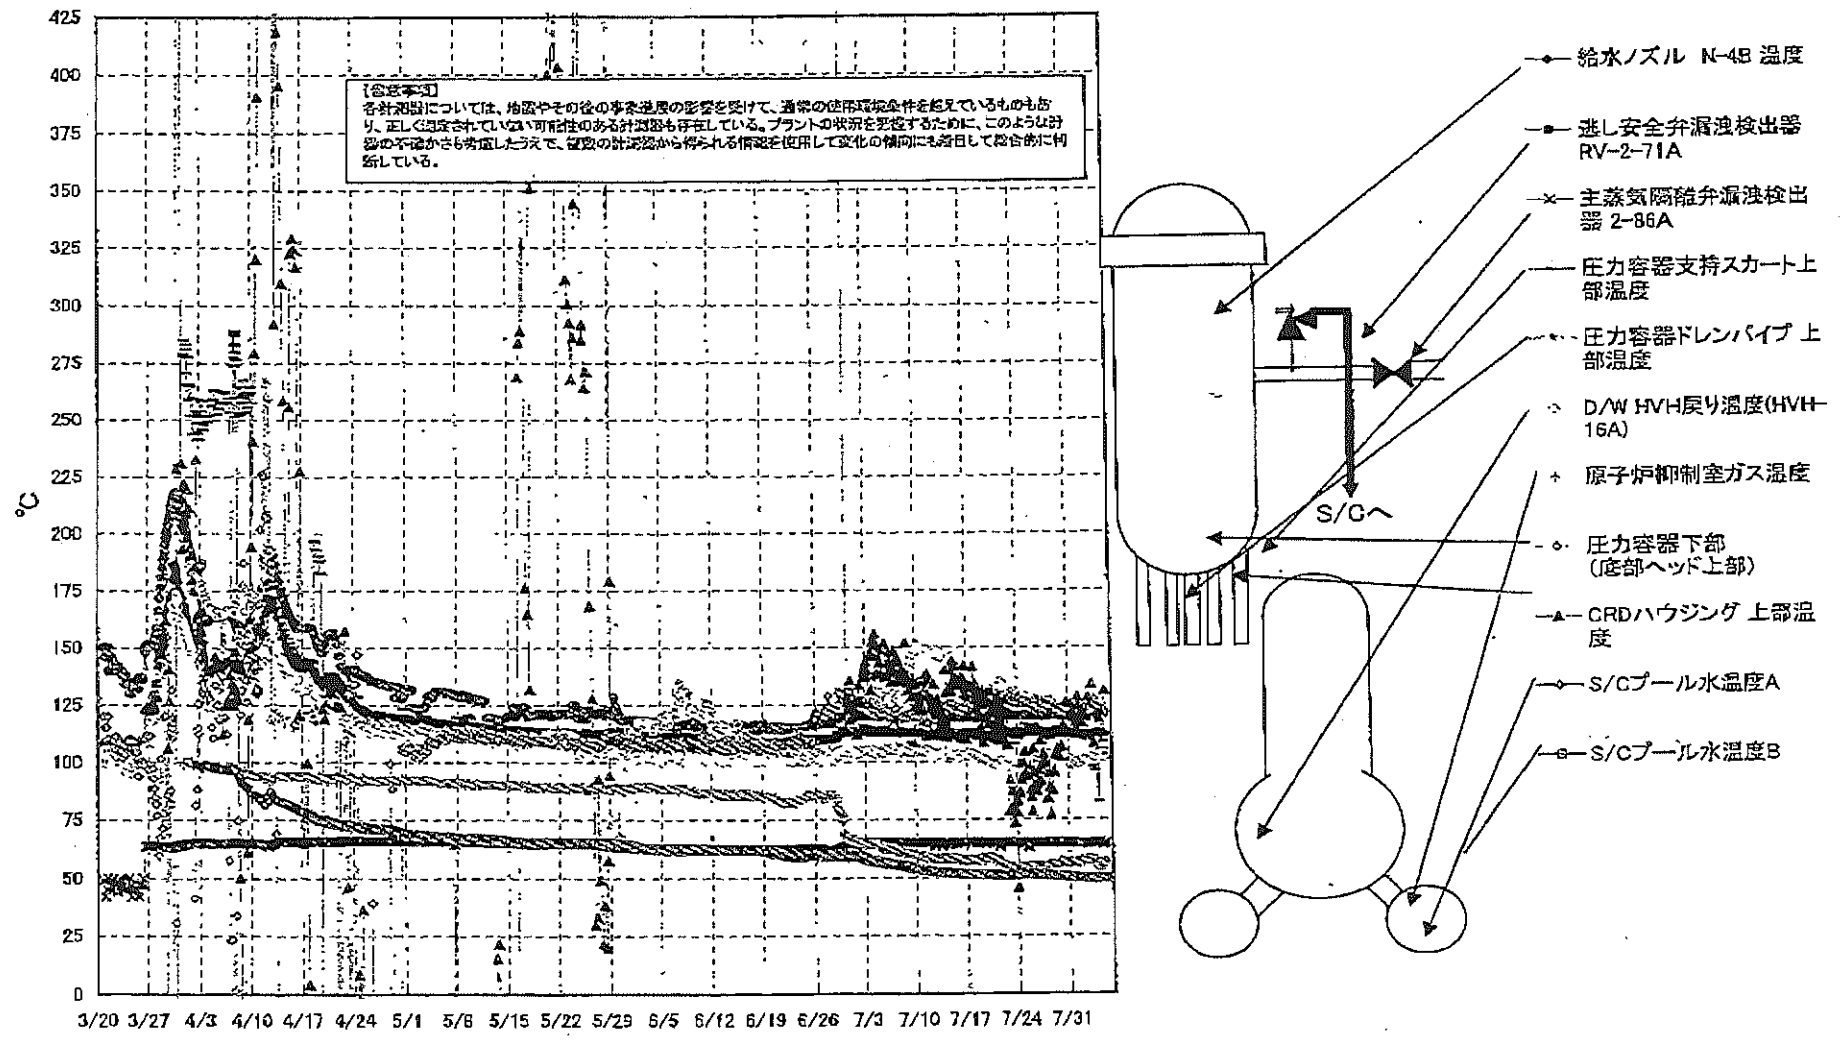 425
400
375
350
325
300
275
250
225
200
175
150
125
100
75
50
25
0
℃
3/20 3/27 4/3 4/10 4/17 4/24 5/1 5/8 5/15 5/22 5/29 6/5 6/12 6/19 6/26 7/3 7/10 7/17 7/24 7/31
【留意事項】
各計測器については、地震やその後の事象進展の影響を受けて、通常の使用環境条件を超えているものもあ
り、正しく測定されていない可能性のある計測器も存在している。プラントの状況を把握するために、このような計
器の不確かさも考慮したうえで、複数の計測器から得られる情報を使用して変化の傾向にも着目して総合的に判
断している。
給水ノズル N-4B 温度
逃し安全弁漏洩検出器
RV-2-71A
主蒸気隔離弁漏洩検出
器 2-86A
圧力容器支持スカート上
部温度
圧力容器ドレンパイプ 上
部温度
D/W HVH戻り温度(HVH-
16A)
原子炉抑制室ガス温度
圧力容器下部
(底部ヘッド上部)
CRDハウジング 上部温
度
S/Cプール水温度A
S/Cプール水温度B
S/Cへ